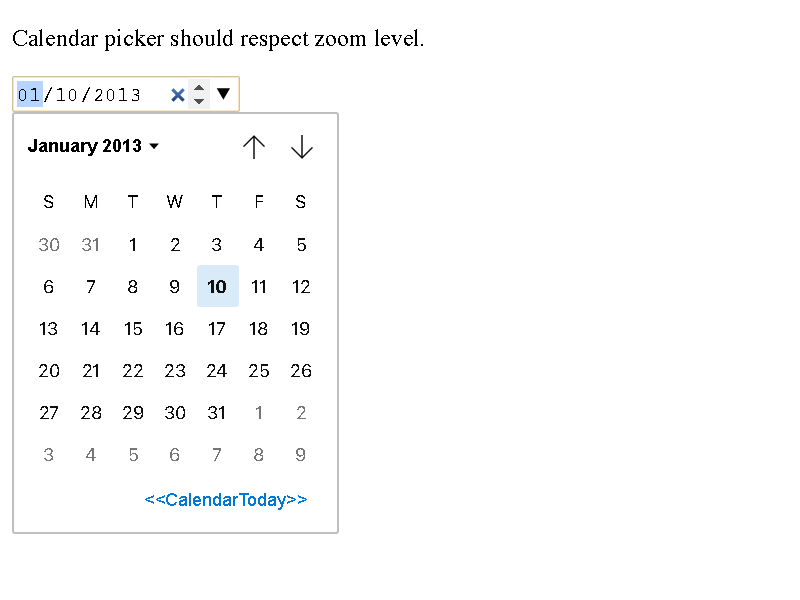 Calendar picker should respect zoom level.
01/10/2013
January 2013
S M T W T F S
30 31 1 2 3 4 5
6 7 8 9 10 11 12
13 14 15 16 17 18 19
20 21 22 23 24 25 26
27 28 29 30 31 1 2
3 4 5 6 7 8 9
<<CalendarToday>>